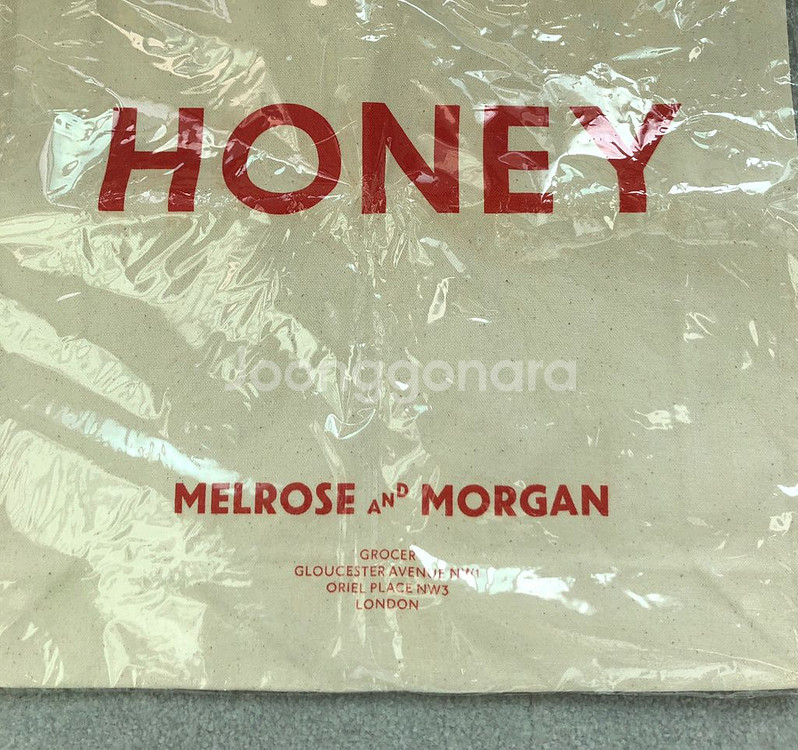 HONEY
Joonggonara
MELROSE AND MORGAN
GROCER
GLOUCESTER AVENUE NW1
ORIEL PLACE NW3
LONDON